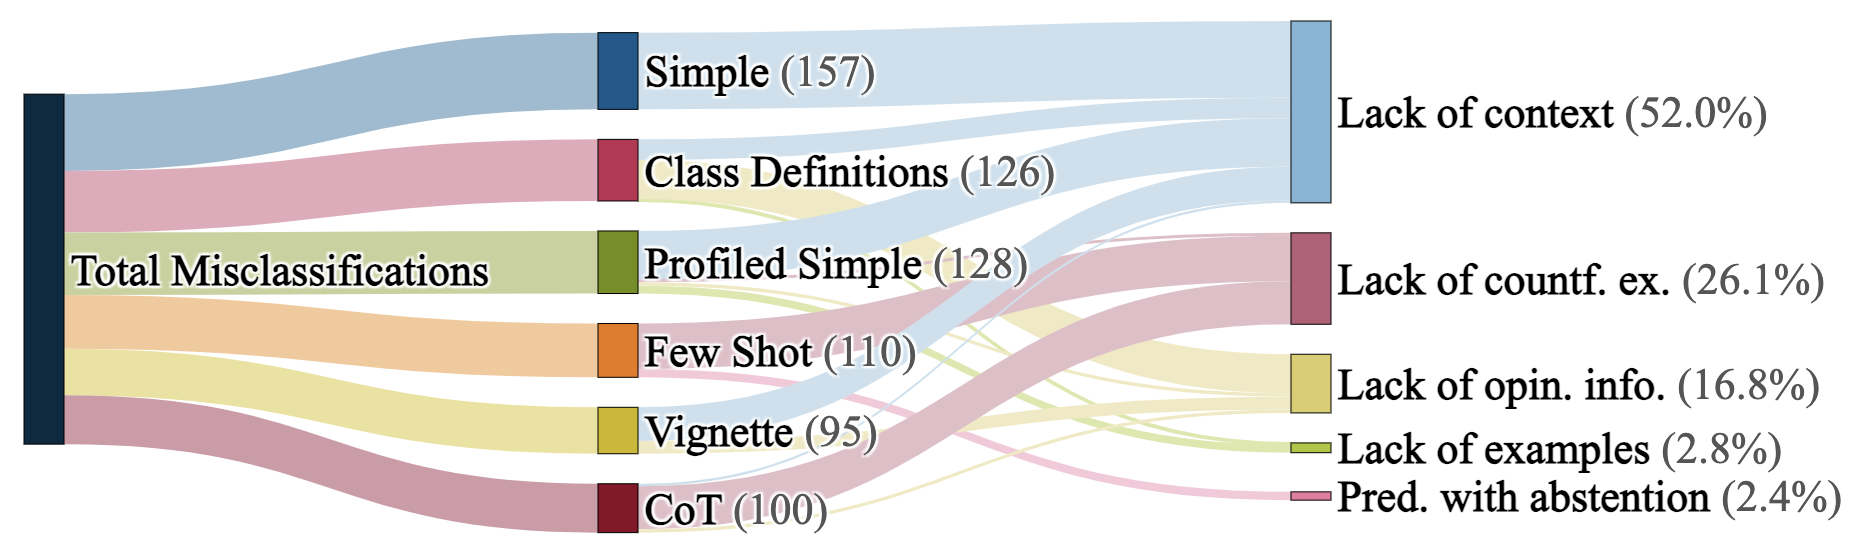 Total Misclassifications
Simple (157)
Class Definitions (126)
Profiled Simple (128)
Few Shot (110)
Vignette (95)
CoT (100)
Lack of context (52.0%)
Lack of countf. ex. (26.1%)
Lack of opin. info. (16.8%)
Lack of examples (2.8%)
Pred. with abstention (2.4%)